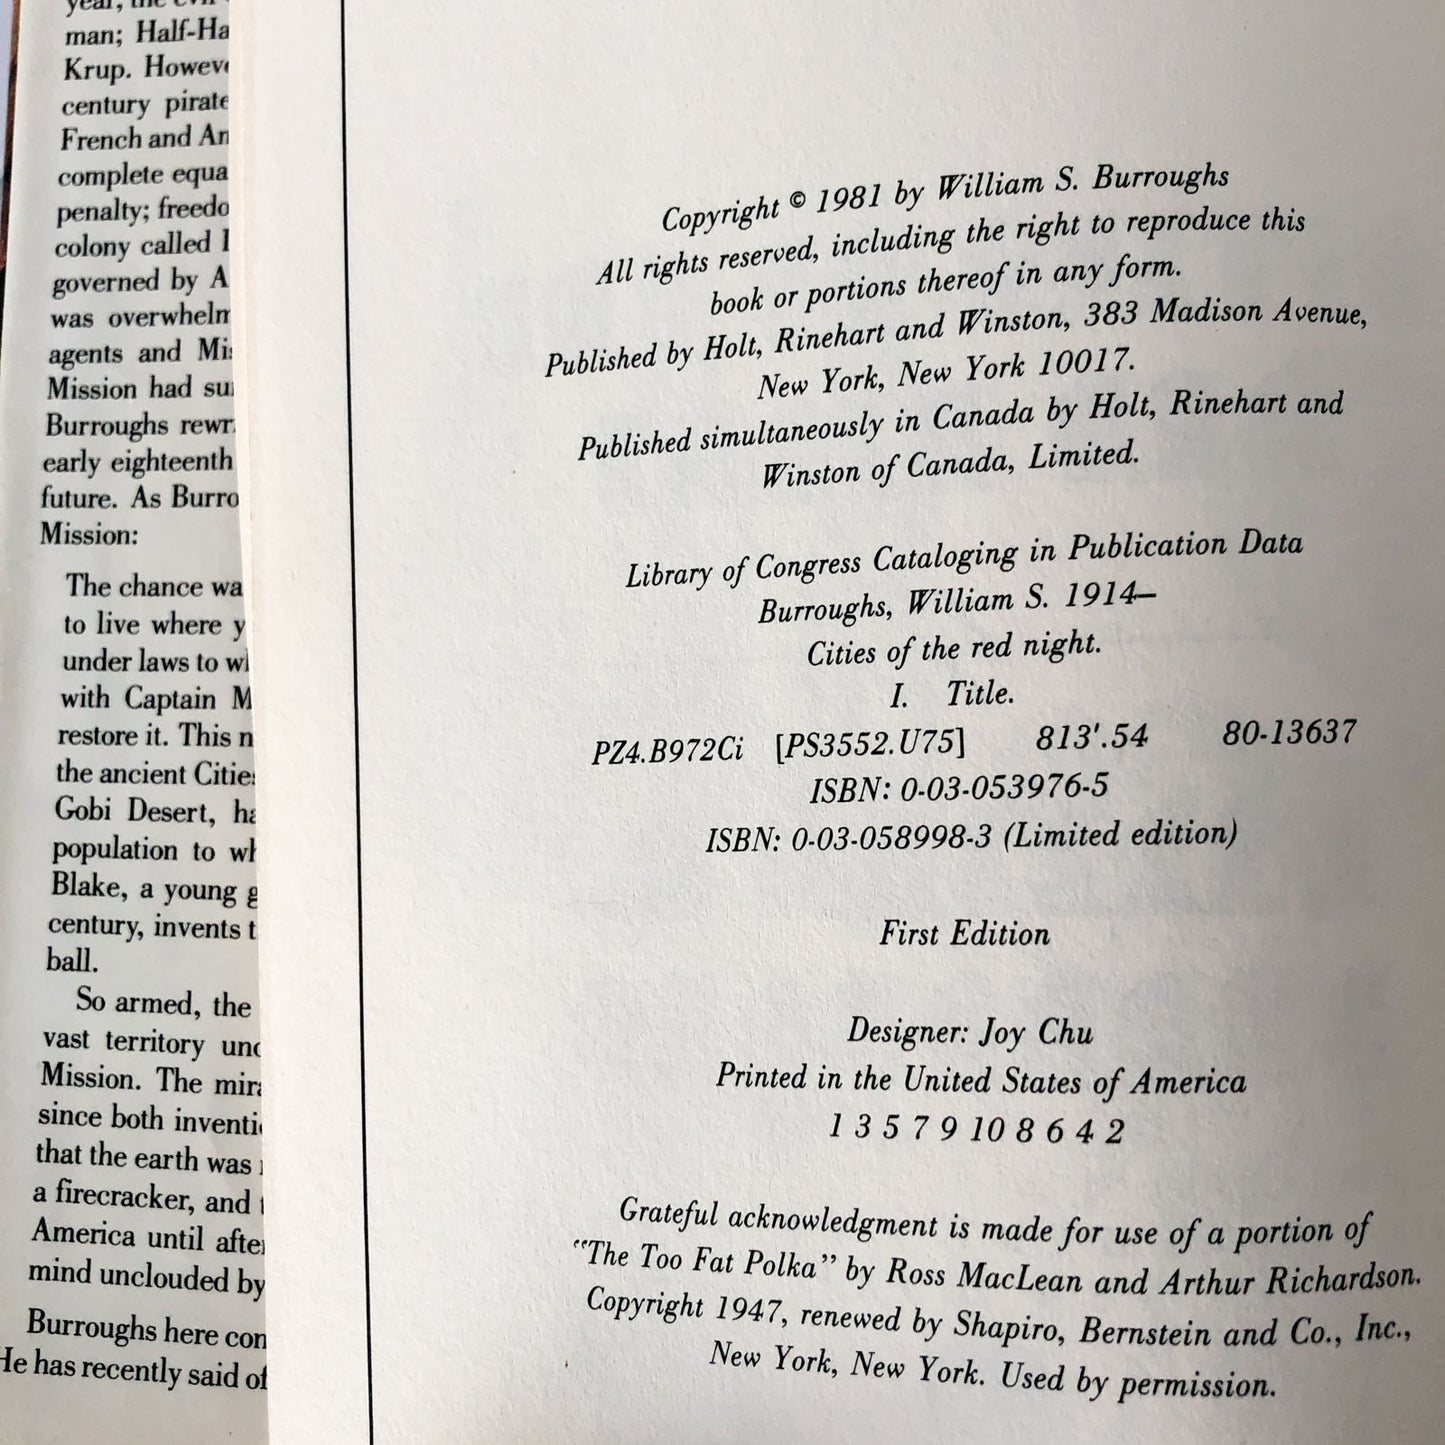 man; Half-Ha
Krup. Howeve
century pirate
French and An
complete equa
penalty; freedo
colony called
governed by A
was overwhelm
agents and Mis
Mission had su
Burroughs rewr
early eighteenth
future. As Burro
Mission:
The chance wa
to live where y
under laws to wh
with Captain M
restore it. This n
the ancient Cities
Gobi Desert, ha
population to wh
Blake, a young g
century, invents t
ball.
So armed, the
vast territory und
Mission. The mira
since both inventi
that the earth was
a firecracker, and
America until after
mind unclouded by
Burroughs here con
He has recently said of
Copyright © 1981 by William S. Burroughs
All rights reserved, including the right to reproduce this
book or portions thereof in any form.
Published by Holt, Rinehart and Winston, 383 Madison Avenue,
New York, New York 10017.
Published simultaneously in Canada by Holt, Rinehart and
Winston of Canada, Limited.
Library of Congress Cataloging in Publication Data
Burroughs, William S. 1914–
Cities of the red night.
I. Title.
PZ4.B972Ci [PS3552.U75] 813'.54 80-13637
ISBN: 0-03-053976-5
ISBN: 0-03-058998-3 (Limited edition)
First Edition
Designer: Joy Chu
Printed in the United States of America
1 3 5 7 9 10 8 6 4 2
Grateful acknowledgment is made for use of a portion of
“The Too Fat Polka” by Ross MacLean and Arthur Richardson.
Copyright 1947, renewed by Shapiro, Bernstein and Co., Inc.,
New York, New York. Used by permission.